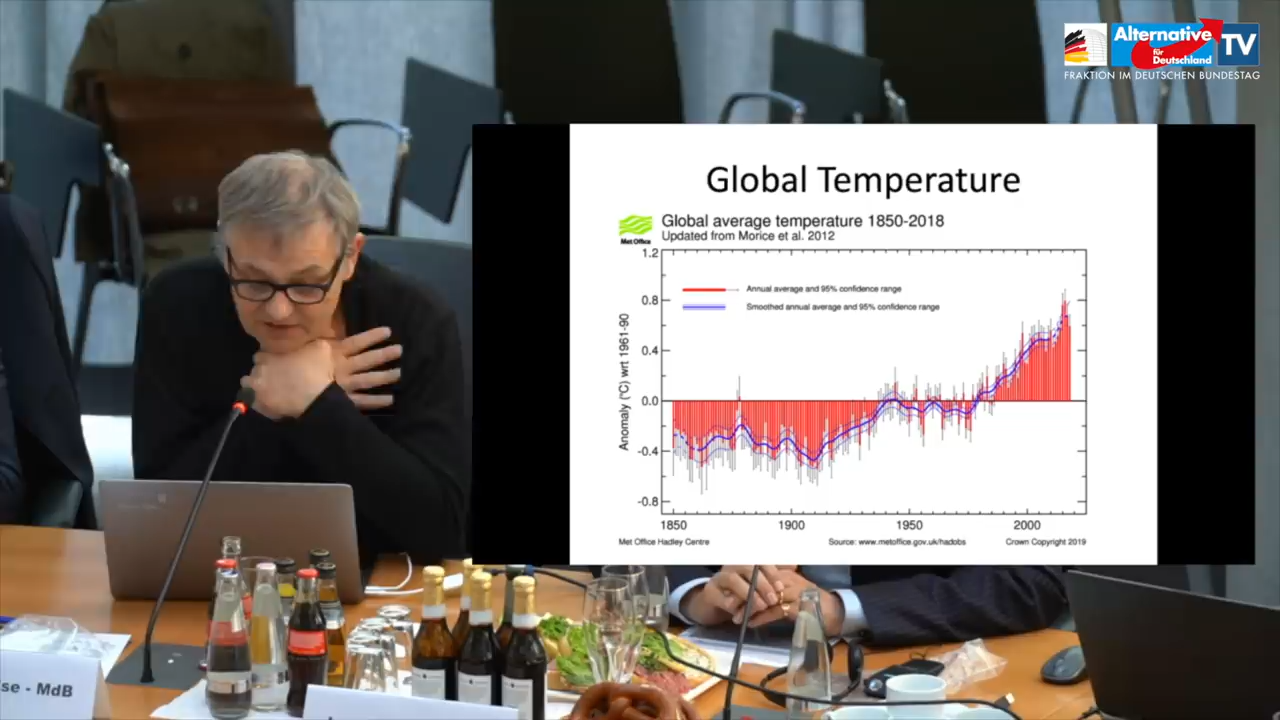 Alternative
für
Deutschland
TV
FRAKTION IM DEUTSCHEN BUNDESTAG
Global Temperature
Met Office
Global average temperature 1850-2018
Updated from Morice et al. 2012
Annual average and 95% confidence range
Smoothed annual average and 95% confidence range
Anomaly (°C) wrt 1961-90
1.2
0.8
0.4
0.0
-0.4
-0.8
1850
1900
1950
2000
Met Office Hadley Centre
Source: www.metoffice.gov.uk/hadobs
Crown Copyright 2019
se - MdB